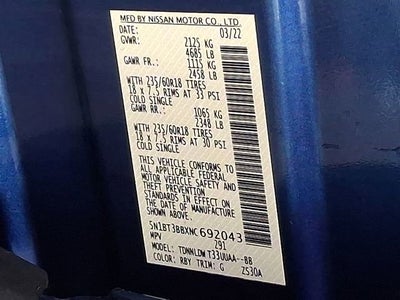 MFD BY NISSAN MOTOR CO., LTD.
DATE: 03/22
GVWR: 2125 KG
4685 LB
GAWR FR.: 1115 KG
2458 LB
WITH 235/60R18 TIRES
18 x 7.5 RIMS AT 33 PSI
COLD SINGLE
GAWR RR.: 1065 KG
2348 LB
WITH 235/60R18 TIRES
18 x 7.5 RIMS AT 30 PSI
COLD SINGLE
THIS VEHICLE CONFORMS TO
ALL APPLICABLE FEDERAL
MOTOR VEHICLE SAFETY AND
THEFT PREVENTION
STANDARDS IN EFFECT ON
THE DATE OF MANUFACTURE
SHOWN ABOVE.
5N1BT3BBXNC692043
MPV 291
TDNNLDW T33UUAA--BB
COLOR: RBY TRIM: G ZS30A